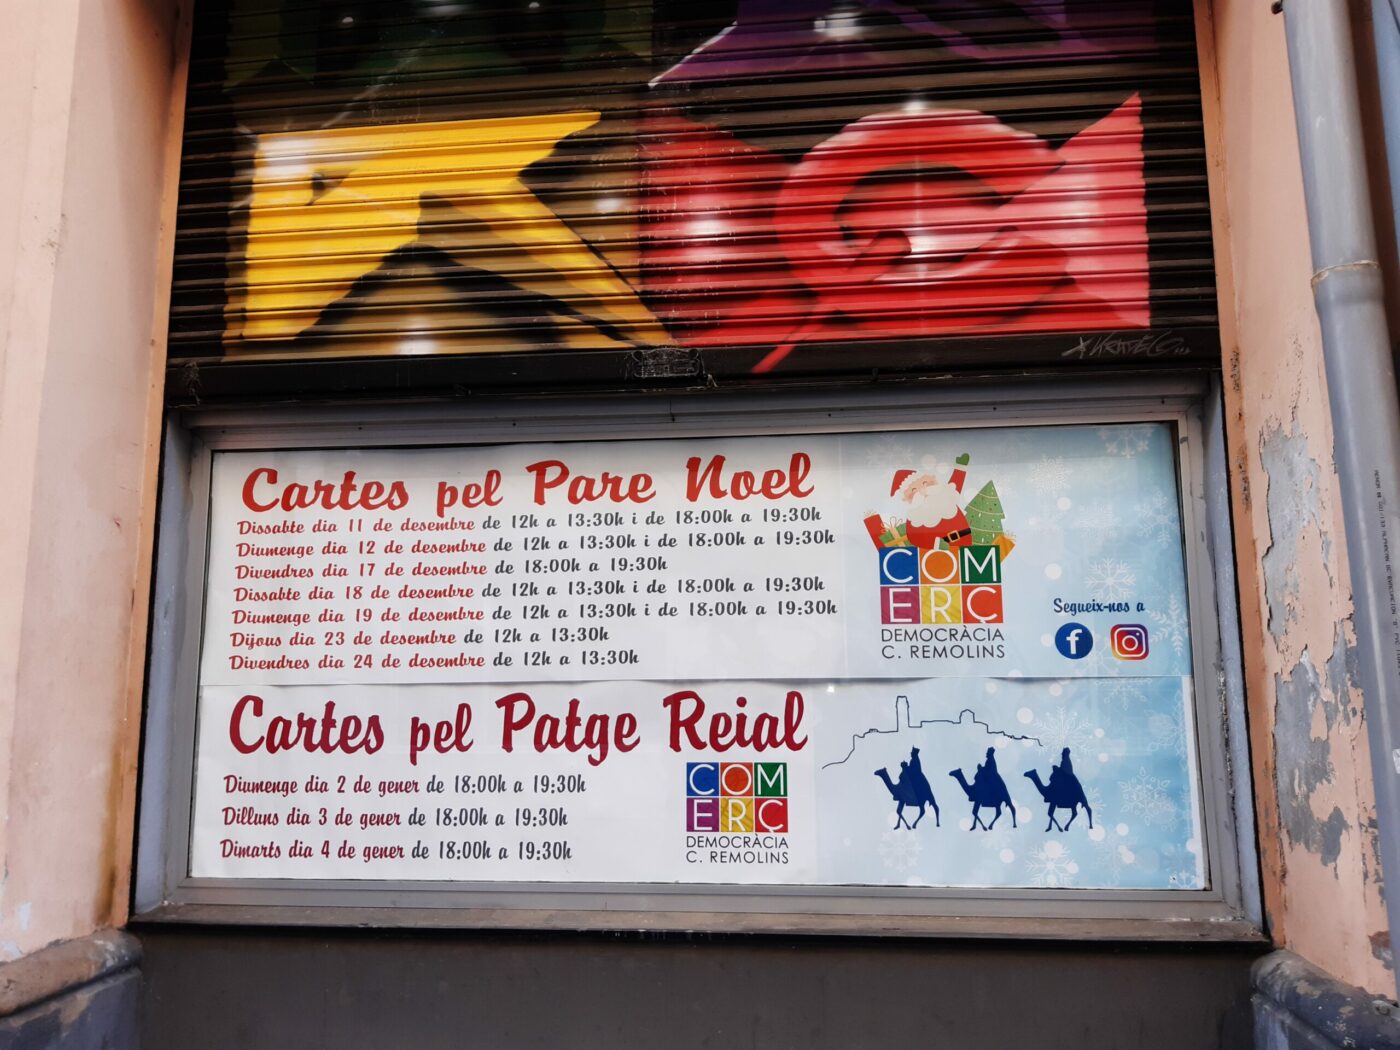 Cartes pel Pare Noel
Dissabte dia 11 de desembre de 12h a 13:30h i de 18:00h a 19:30h
Diumenge dia 12 de desembre de 12h a 13:30h i de 18:00h a 19:30h
Divendres dia 17 de desembre de 18:00h a 19:30h
Dissabte dia 18 de desembre de 12h a 13:30h i de 18:00h a 19:30h
Diumenge dia 19 de desembre de 12h a 13:30h i de 18:00h a 19:30h
Dijous dia 23 de desembre de 12h a 13:30h
Divendres dia 24 de desembre de 12h a 13:30h
COM
ERÇ
DEMOCRÀCIA
C. REMOLINS
Segueix-nos a
Cartes pel Patge Reial
Diumenge dia 2 de gener de 18:00h a 19:30h
Dilluns dia 3 de gener de 18:00h a 19:30h
Dimarts dia 4 de gener de 18:00h a 19:30h
COM
ERÇ
DEMOCRÀCIA
C. REMOLINS